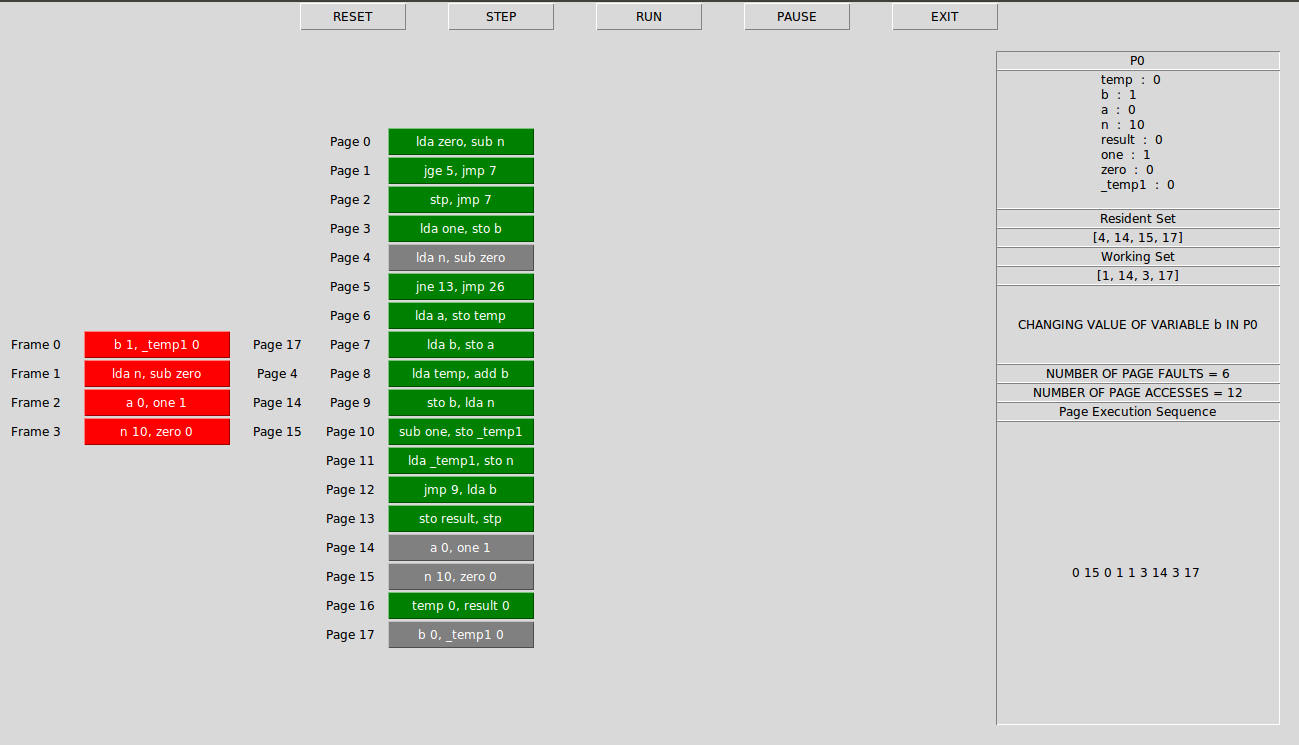 RESET STEP RUN PAUSE EXIT
Page 0 lda zero, sub n
Page 1 jge 5, jmp 7
Page 2 stp, jmp 7
Page 3 lda one, sto b
Page 4 lda n, sub zero
Page 5 jne 13, jmp 26
Page 6 lda a, sto temp
Frame 0 b 1, _temp1 0 Page 17 Page 7 lda b, sto a
Frame 1 lda n, sub zero Page 4 Page 8 lda temp, add b
Frame 2 a 0, one 1 Page 14 Page 9 sto b, lda n
Frame 3 n 10, zero 0 Page 15 Page 10 sub one, sto _temp1
Page 11 lda _temp1, sto n
Page 12 jmp 9, lda b
Page 13 sto result, stp
Page 14 a 0, one 1
Page 15 n 10, zero 0
Page 16 temp 0, result 0
Page 17 b 0, _temp1 0
P0
temp : 0
b : 1
a : 0
n : 10
result : 0
one : 1
zero : 0
_temp1 : 0
Resident Set
[4, 14, 15, 17]
Working Set
[1, 14, 3, 17]
CHANGING VALUE OF VARIABLE b IN P0
NUMBER OF PAGE FAULTS = 6
NUMBER OF PAGE ACCESSES = 12
Page Execution Sequence
0 15 0 1 1 3 14 3 17